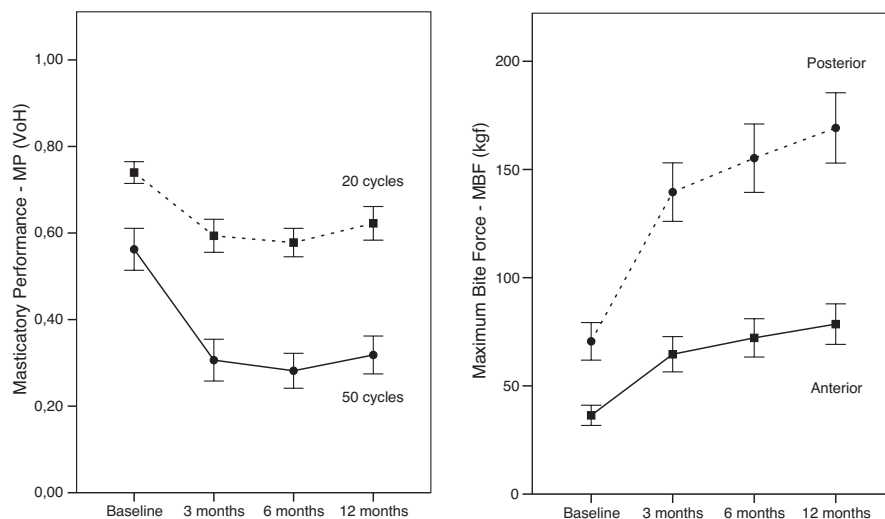 Masticatory Performance - MP (VoH)
1,00
0,80
0,60
0,40
0,20
0,00
20 cycles
50 cycles
Baseline 3 months 6 months 12 months
Maximum Bite Force - MBF (kgf)
200
150
100
50
0
Posterior
Anterior
Baseline 3 months 6 months 12 months